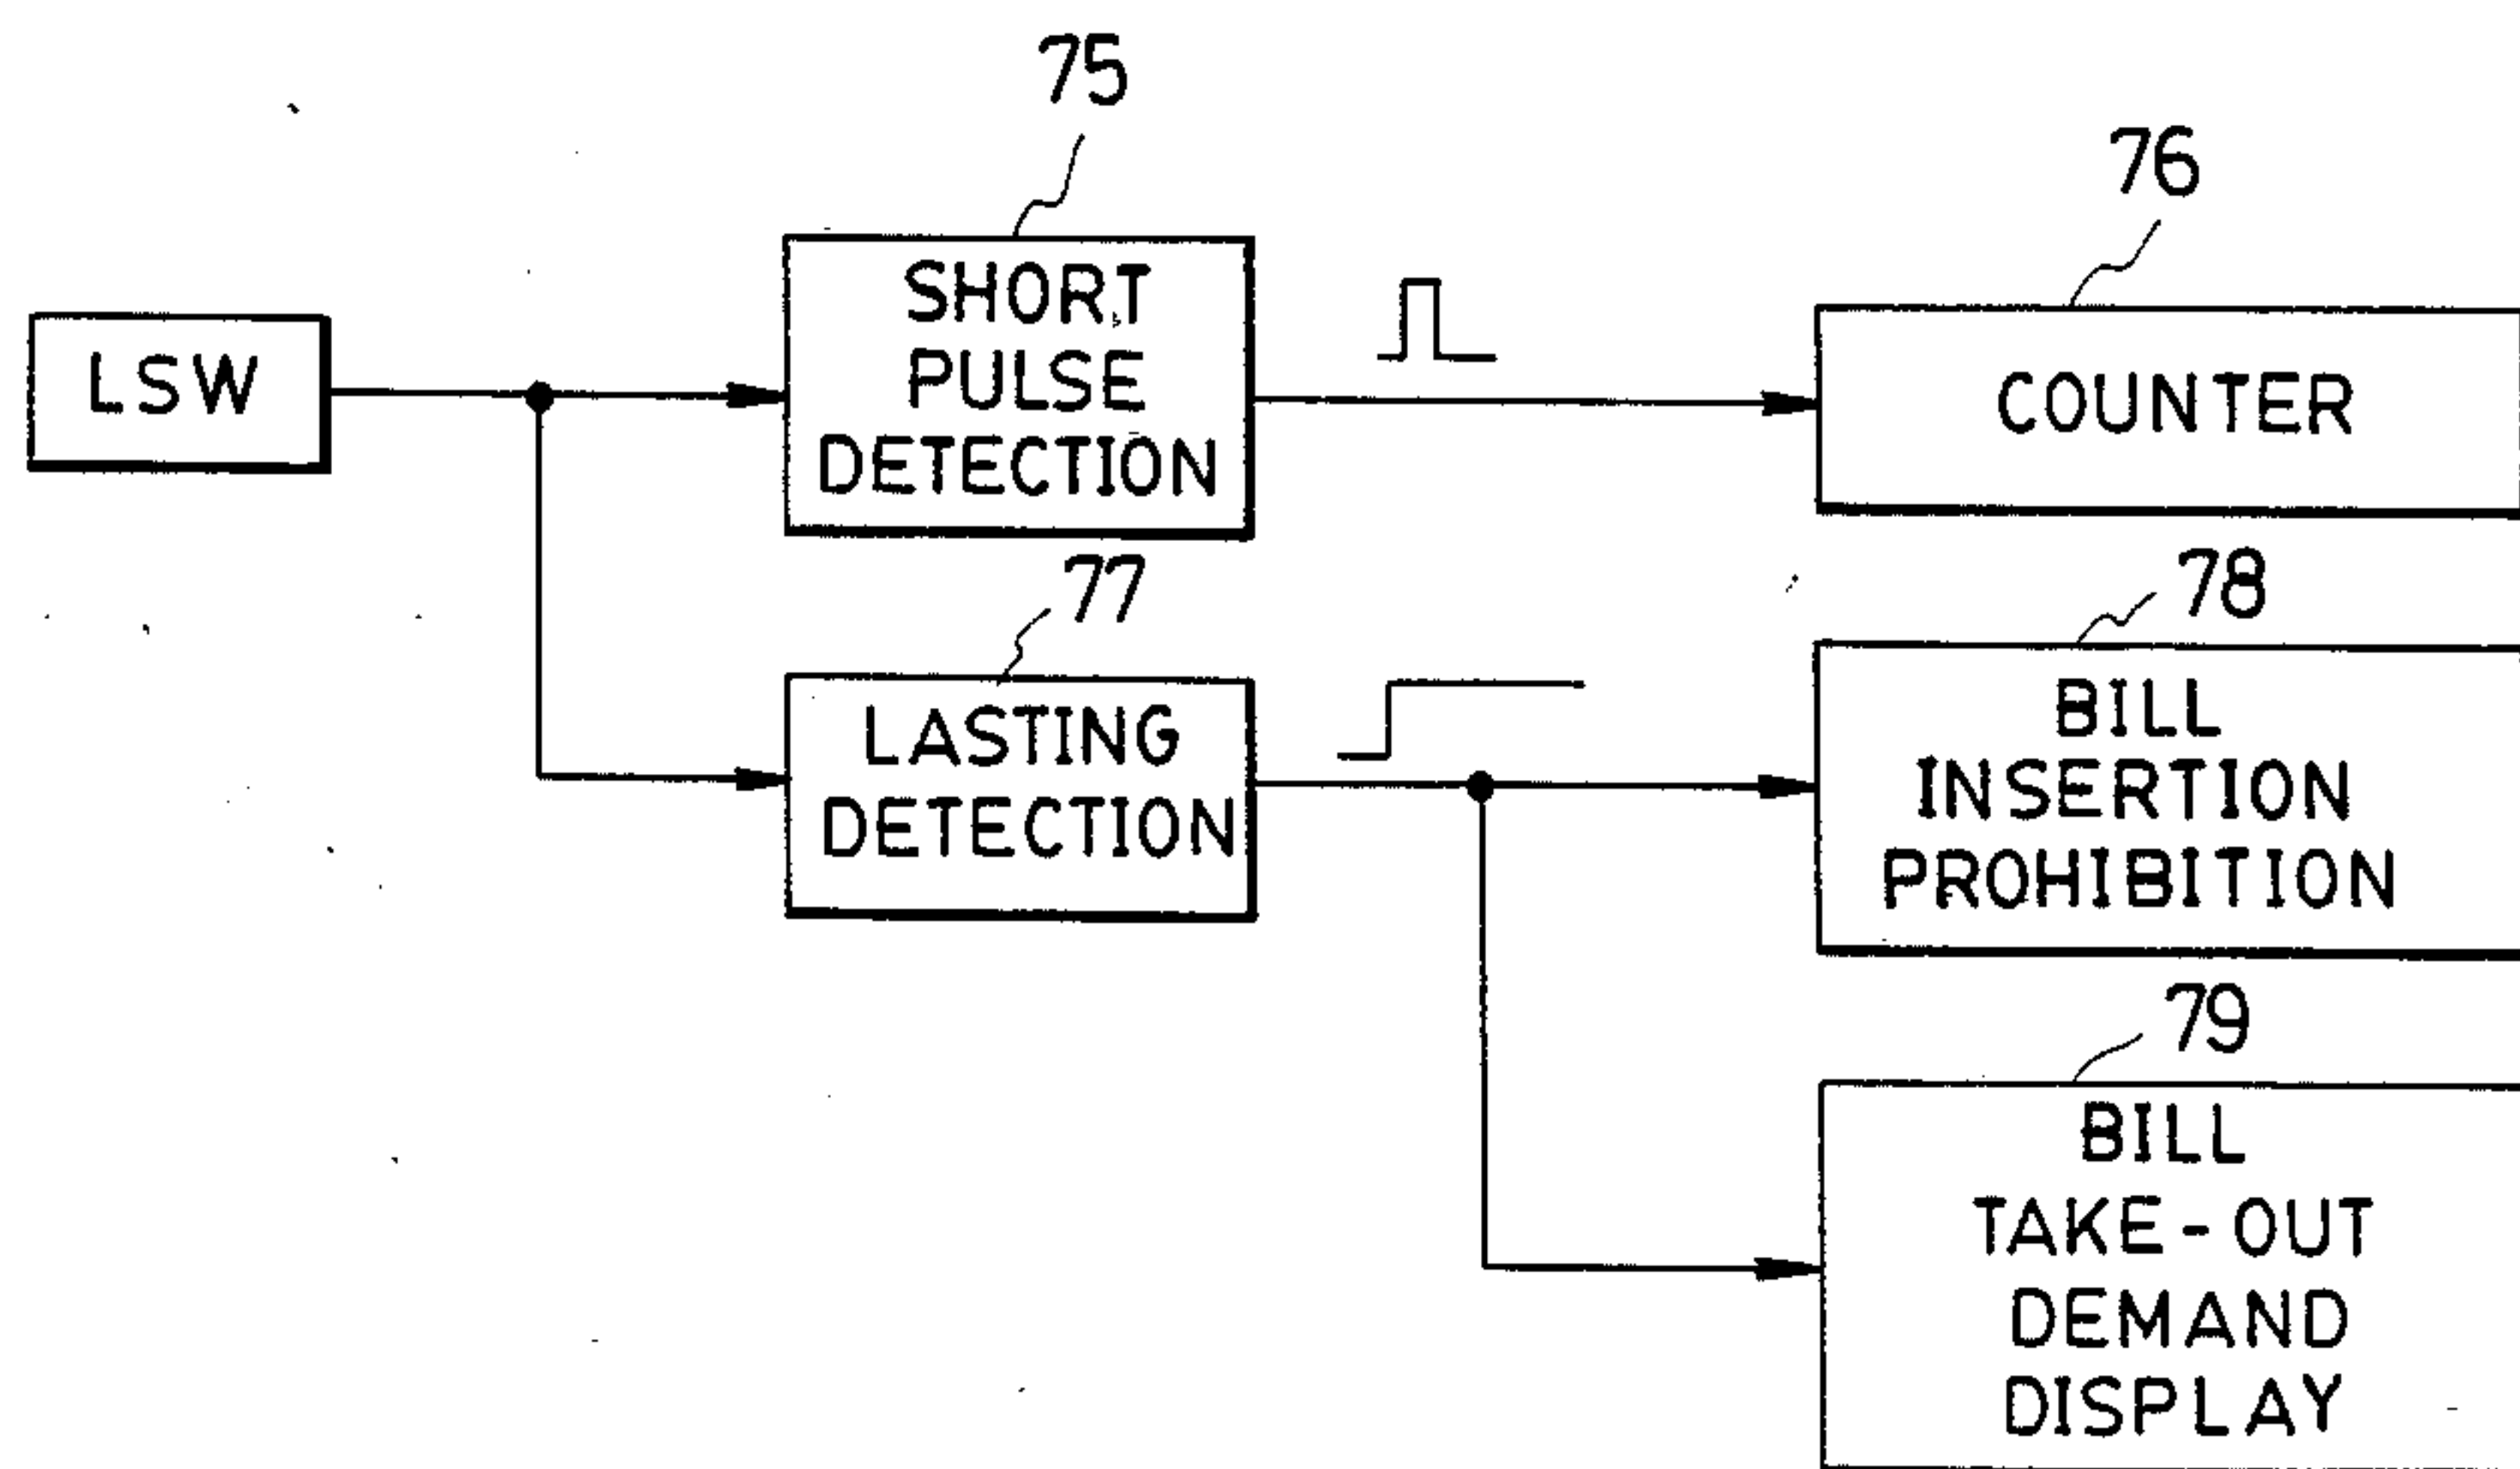 75
76
LSW
SHORT
PULSE
DETECTION
COUNTER
77
78
LASTING
DETECTION
BILL
INSERTION
PROHIBITION
79
BILL
TAKE-OUT
DEMAND
DISPLAY